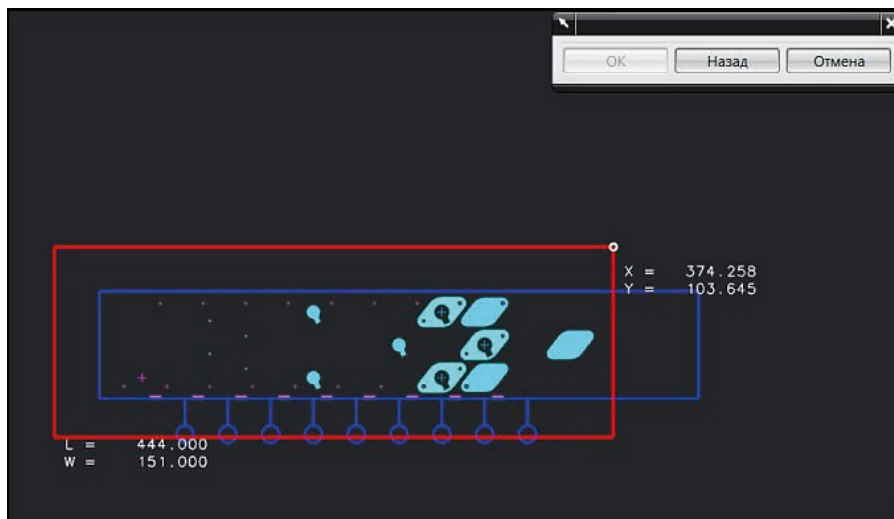 OK Назад Отмена
X = 374.258
Y = 103.645
L = 444.000
W = 151.000